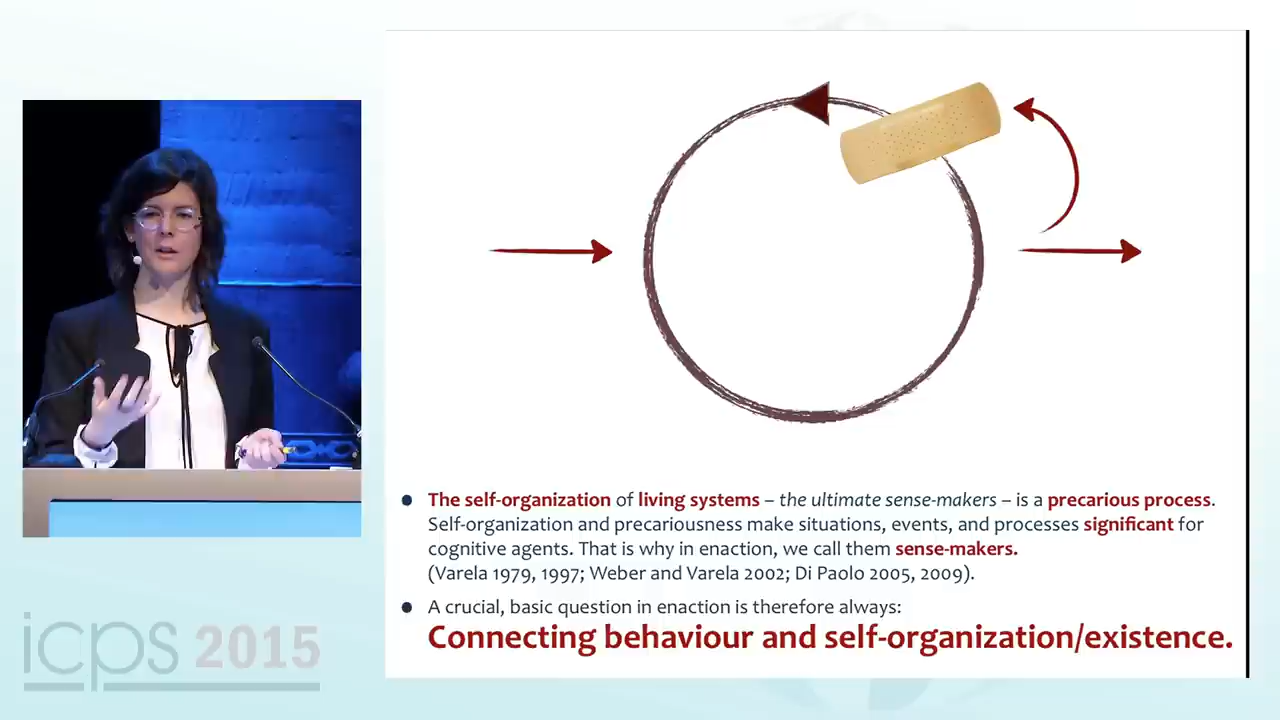 The self-organization of living systems – the ultimate sense-makers – is a precarious process.
Self-organization and precariousness make situations, events, and processes significant for
cognitive agents. That is why in enaction, we call them sense-makers.
(Varela 1979, 1997; Weber and Varela 2002; Di Paolo 2005, 2009).
A crucial, basic question in enaction is therefore always:
Connecting behaviour and self-organization/existence.
icps 2015